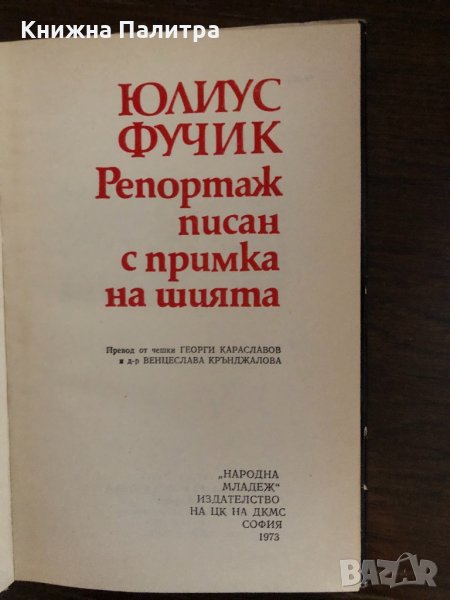 Книжна Палитра
ЮЛИУС
ФУЧИК
Репортаж
писан
с примка
на шията
Превод от чешки ГЕОРГИ КАРАСЛАВОВ
и д-р ВЕНЦЕСЛАВА КРЪНДЖАЛОВА
„НАРОДНА
МЛАДЕЖ“
ИЗДАТЕЛСТВО
НА ЦК НА ДКМС
СОФИЯ
1973
BAZAR